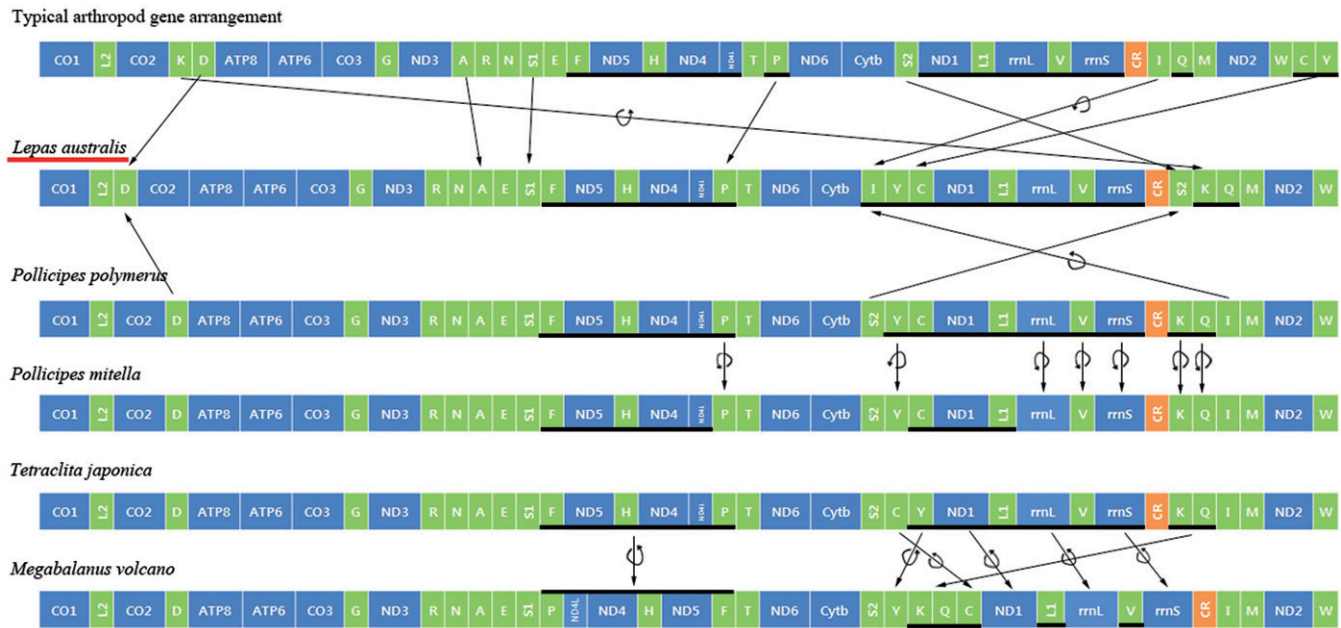 Typical arthropod gene arrangement
CO1 L2 CO2 K D ATP8 ATP6 CO3 G ND3 A R N S1 E F ND5 H ND4 ND4L T P ND6 Cytb S2 ND1 L1 rrnL V rrnS CR I Q M ND2 W C Y
Lepas australis
CO1 L2 D CO2 ATP8 ATP6 CO3 G ND3 R N A E S1 F ND5 H ND4 ND4L P T ND6 Cytb I Y C ND1 L1 rrnL V rrnS CR S2 K Q M ND2 W
Pollicipes polymerus
CO1 L2 CO2 D ATP8 ATP6 CO3 G ND3 R N A E S1 F ND5 H ND4 ND4L P T ND6 Cytb S2 Y C ND1 L1 rrnL V rrnS CR K Q I M ND2 W
Pollicipes mitella
CO1 L2 CO2 D ATP8 ATP6 CO3 G ND3 R N A E S1 F ND5 H ND4 ND4L P T ND6 Cytb S2 Y C ND1 L1 rrnL V rrnS CR K Q I M ND2 W
Tetraclita japonica
CO1 L2 CO2 D ATP8 ATP6 CO3 G ND3 R N A E S1 F ND5 H ND4 ND4L P T ND6 Cytb S2 C Y ND1 L1 rrnL V rrnS CR K Q I M ND2 W
Megabalanus volcano
CO1 L2 CO2 D ATP8 ATP6 CO3 G ND3 R N A E S1 P ND4L ND4 H ND5 F T ND6 Cytb S2 Y K Q C ND1 L1 rrnL V rrnS CR I M ND2 W